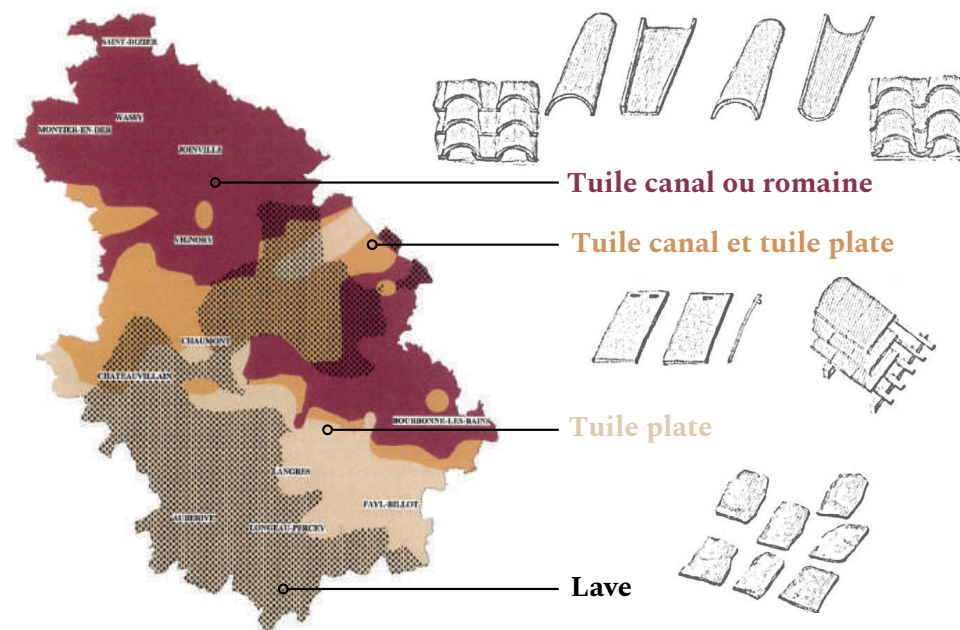 SAINT-DIZIER
WASSY
MONTIER-EN-DER
JOINVILLE
Tuile canal ou romaine
VIGNORY
Tuile canal et tuile plate
CHAUMONT
CHATEAUVILLAIN
BOURBONNE-LES-BAINS
Tuile plate
LANGRES
FAYL-BILLOT
AUBERIVE
LONGEAU-PERCEY
Lave